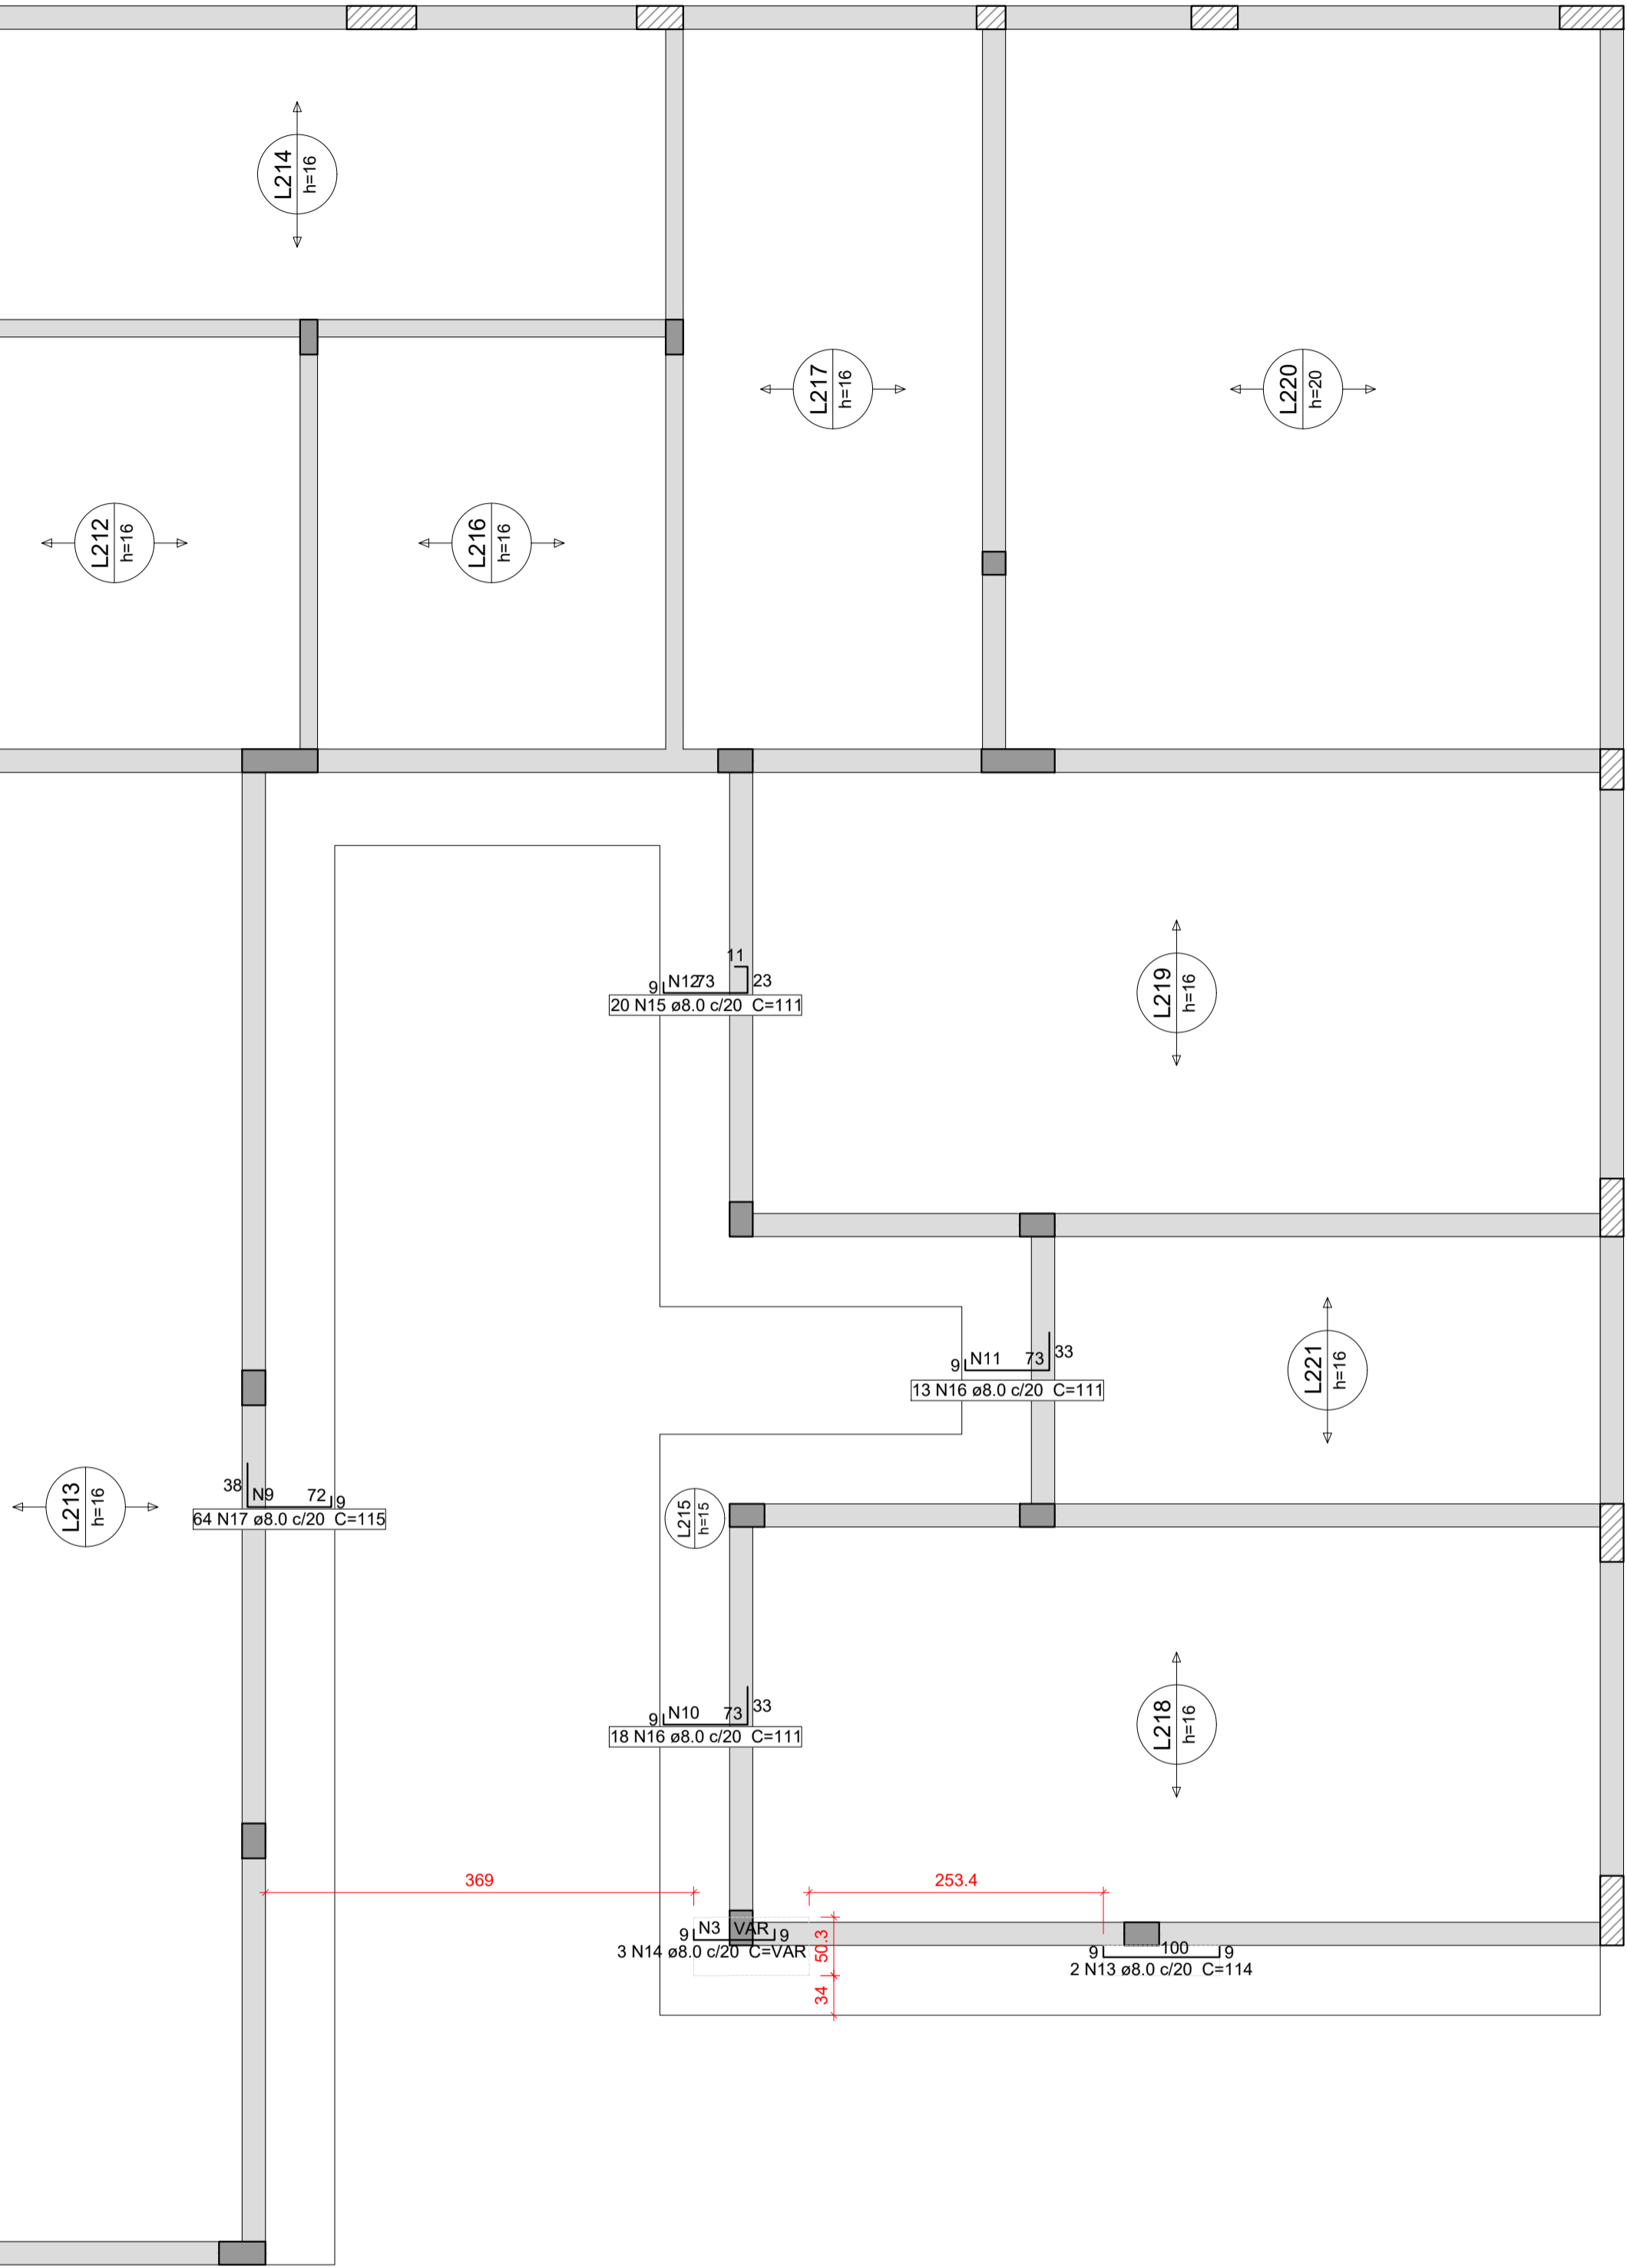 L214
h=16
L217
h=16
L220
h=20
L212
h=16
L216
h=16
11
9 N12 73 23
20 N15 ø8.0 c/20 C=111
L219
h=16
9 N11 73 33
13 N16 ø8.0 c/20 C=111
L221
h=16
L213
h=16
38 N9 72 9
64 N17 ø8.0 c/20 C=115
L215
h=15
9 N10 73 33
18 N16 ø8.0 c/20 C=111
L218
h=16
369
253.4
9 N3 VAR 9
3 N14 ø8.0 c/20 C=VAR
50.3
34
9 100 9
2 N13 ø8.0 c/20 C=114